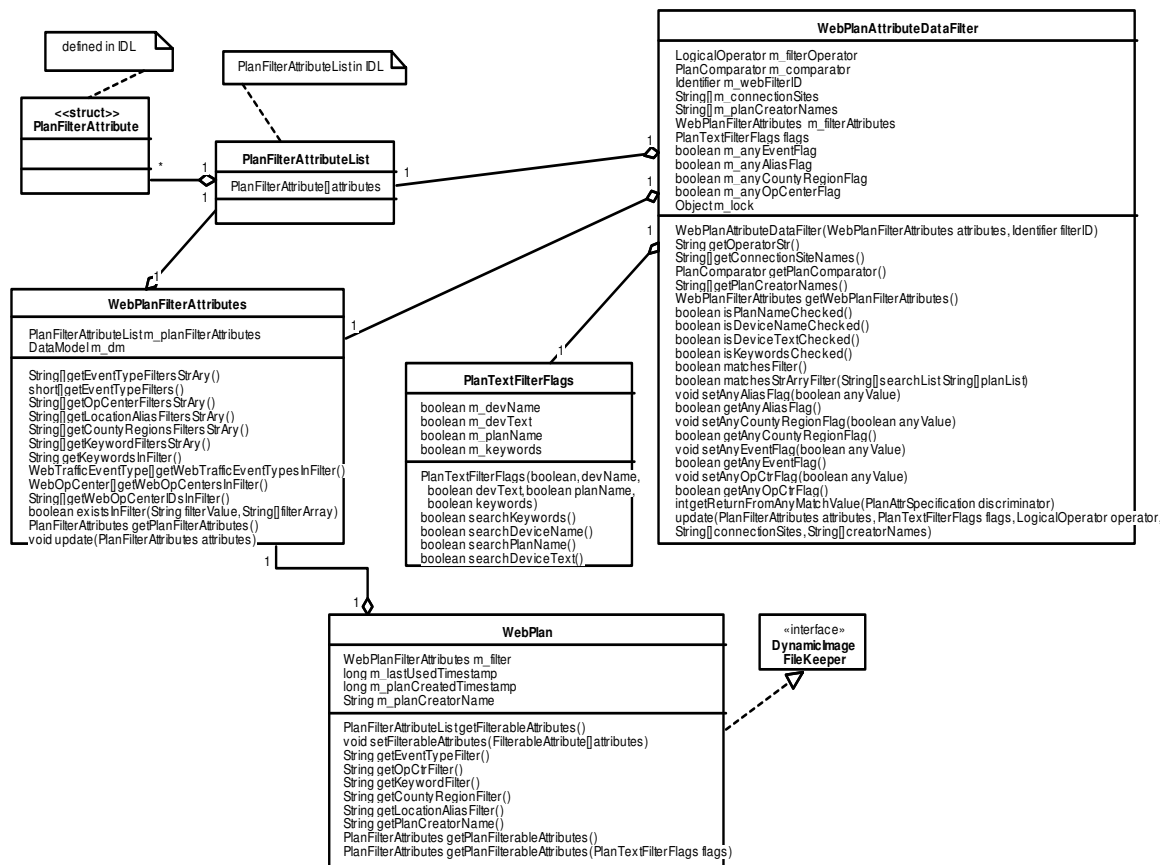 defined in IDL
<<struct>>
PlanFilterAttribute
*
PlanFilterAttributeList in IDL
PlanFilterAttributeList
PlanFilterAttribute[] attributes
1
1
1
1
WebPlanAttributeDataFilter
LogicalOperator m_filterOperator
PlanComparator m_comparator
Identifier m_webFilterID
String[] m_connectionSites
String[] m_planCreatorNames
WebPlanFilterAttributes m_filterAttributes
PlanTextFilterFlags flags
boolean m_anyEventFlag
boolean m_anyAliasFlag
boolean m_anyCountyRegionFlag
boolean m_anyOpCenterFlag
Object m_lock
WebPlanAttributeDataFilter(WebPlanFilterAttributes attributes, Identifier filterID)
String getOperatorStr()
String[] getConnectionSiteNames()
PlanComparator getPlanComparator()
String[] getPlanCreatorNames()
WebPlanFilterAttributes getWebPlanFilterAttributes()
boolean isPlanNameChecked()
boolean isDeviceNameChecked()
boolean isDeviceTextChecked()
boolean isKeywordsChecked()
boolean matchesFilter()
boolean matchesStrArryFilter(String[] searchList String[] planList)
void setAnyAliasFlag(boolean anyValue)
boolean getAnyAliasFlag()
void setAnyCountyRegionFlag(boolean anyValue)
boolean getAnyCountyRegionFlag()
void setAnyEventFlag(boolean anyValue)
boolean getAnyEventFlag()
void setAnyOpCtrFlag(boolean anyValue)
boolean getAnyOpCtrFlag()
int getReturnFromAnyMatchValue(PlanAttrSpecification discriminator)
update(PlanFilterAttributes attributes, PlanTextFilterFlags flags, LogicalOperator operator,
String[] connectionSites, String[] creatorNames)
1
1
1
WebPlanFilterAttributes
PlanFilterAttributeList m_planFilterAttributes
DataModel m_dm
String[] getEventTypeFiltersStrAry()
short[] getEventTypeFilters()
String[] getOpCenterFiltersStrAry()
String[] getLocationAliasFiltersStrAry()
String[] getCountyRegionsFiltersStrAry()
String[] getKeywordFiltersStrAry()
String getKeywordsInFilter()
WebTrafficEventType[] getWebTrafficEventTypesInFilter()
WebOpCenter[] getWebOpCentersInFilter()
String[] getWebOpCenterIDsInFilter()
boolean existsInFilter(String filterValue, String[] filterArray)
PlanFilterAttributes getPlanFilterAttributes()
void update(PlanFilterAttributes attributes)
1
1
PlanTextFilterFlags
boolean m_devName
boolean m_devText
boolean m_planName
boolean m_keywords
PlanTextFilterFlags(boolean, devName,
boolean devText, boolean planName,
boolean keywords)
boolean searchKeywords()
boolean searchDeviceName()
boolean searchPlanName()
boolean searchDeviceText()
1
1
WebPlan
WebPlanFilterAttributes m_filter
long m_lastUsedTimestamp
long m_planCreatedTimestamp
String m_planCreatorName
PlanFilterAttributeList getFilterableAttributes()
void setFilterableAttributes(FilterableAttribute[] attributes)
String getEventTypeFilter()
String getOpCtrFilter()
String getKeywordFilter()
String getCountyRegionFilter()
String getLocationAliasFilter()
String getPlanCreatorName()
PlanFilterAttributes getPlanFilterableAttributes()
PlanFilterAttributes getPlanFilterableAttributes(PlanTextFilterFlags flags)
«interface»
DynamicImage
FileKeeper